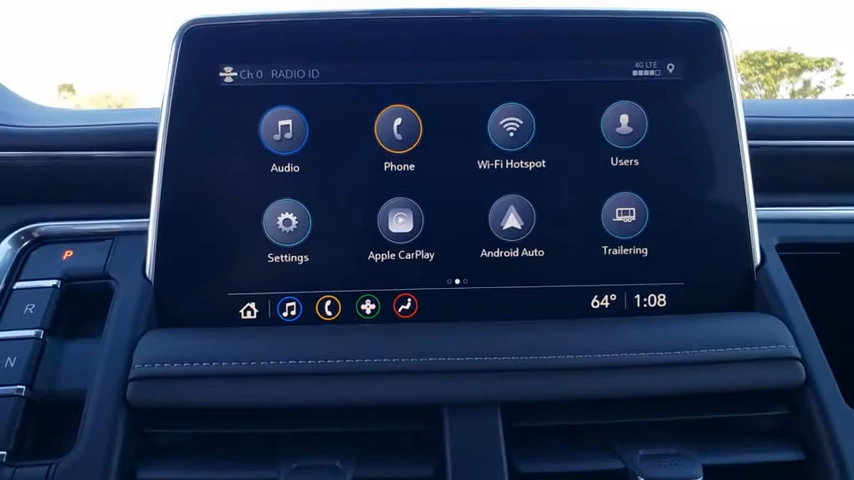 Ch 0 RADIO ID
4G LTE
Audio
Phone
Wi-Fi Hotspot
Users
Settings
Apple CarPlay
Android Auto
Trailering
64° 1:08
P
R
N